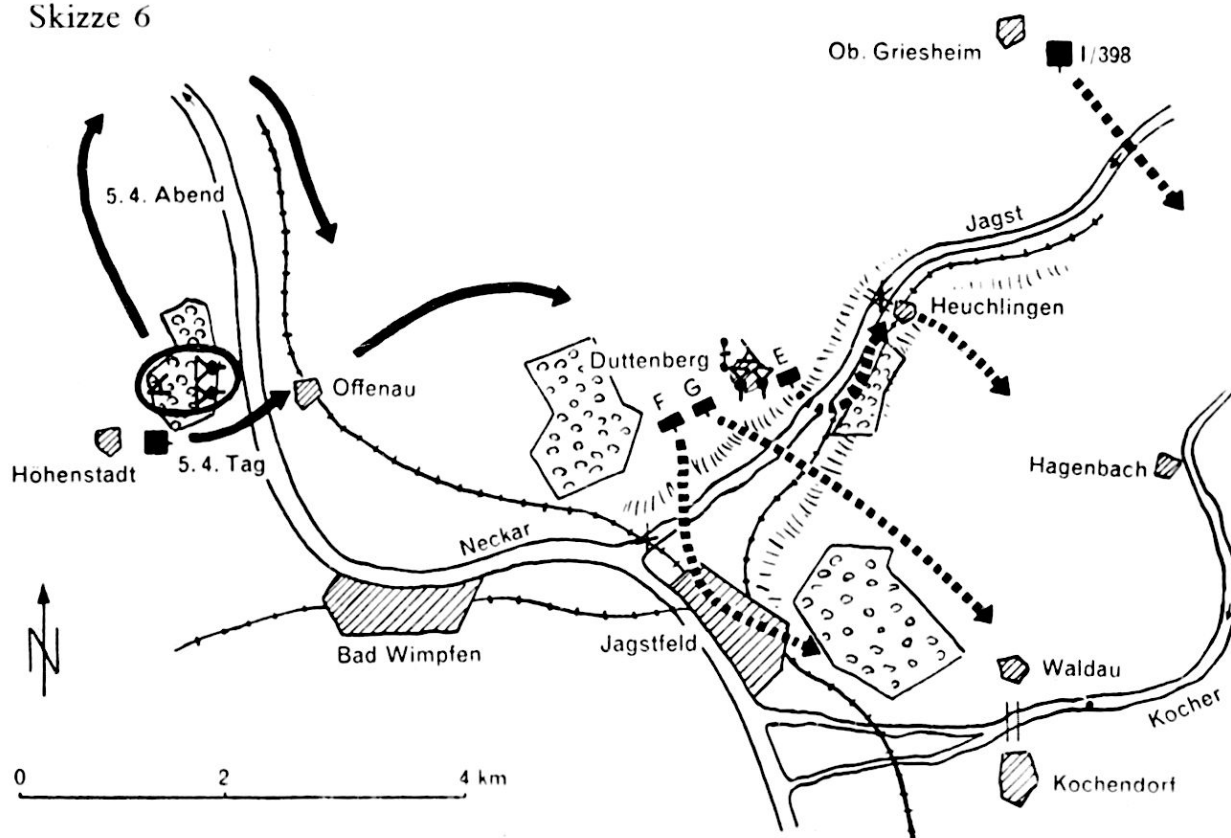 Skizze 6
Ob. Griesheim
I/398
5.4. Abend
Jagst
Heuchlingen
Duttenberg
E
G
F
Offenau
Höhenstadt
5.4. Tag
Hagenbach
Neckar
N
Bad Wimpfen
Jagstfeld
Waldau
Kocher
Kochendorf
0 2 4 km